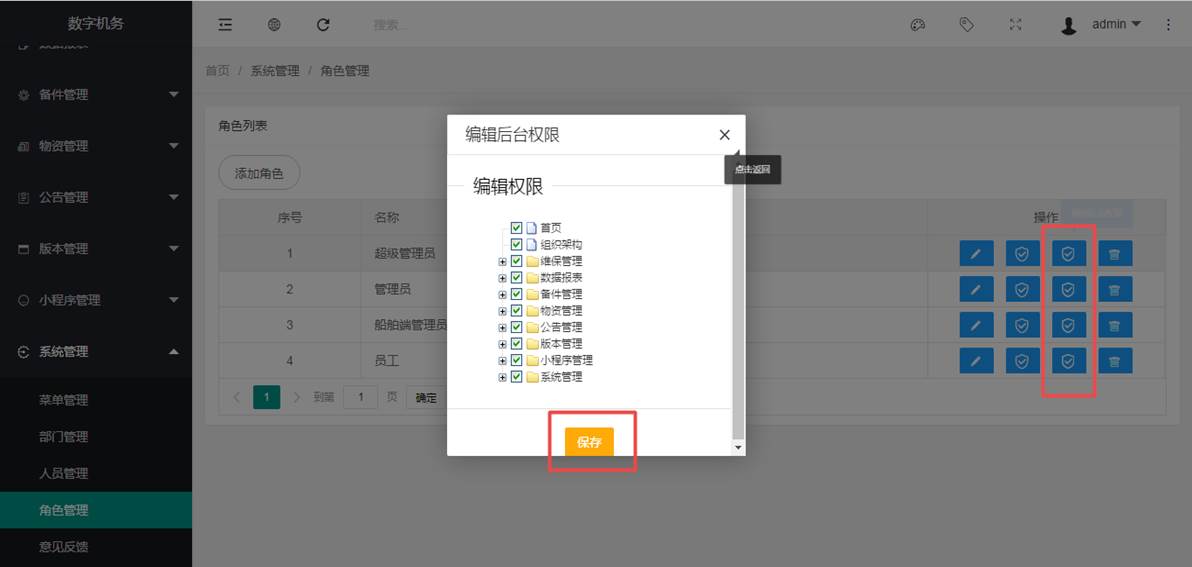 数字机务
搜索...
admin
备件管理
物资管理
公告管理
版本管理
小程序管理
系统管理
菜单管理
部门管理
人员管理
角色管理
意见反馈
首页 / 系统管理 / 角色管理
角色列表
添加角色
序号 名称 操作
1 超级管理员
2 管理员
3 船舶端管理员
4 员工
1 到第 1 页 确定
编辑后台权限
点击返回
编辑权限
首页
组织架构
维保管理
数据报表
备件管理
物资管理
公告管理
版本管理
小程序管理
系统管理
保存